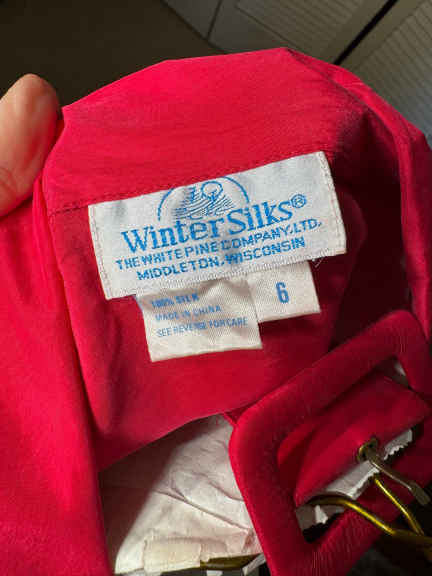 Winter Silks®
THE WHITE PINE COMPANY, LTD.
MIDDLETON, WISCONSIN
100% SILK
MADE IN CHINA
SEE REVERSE FOR CARE
6